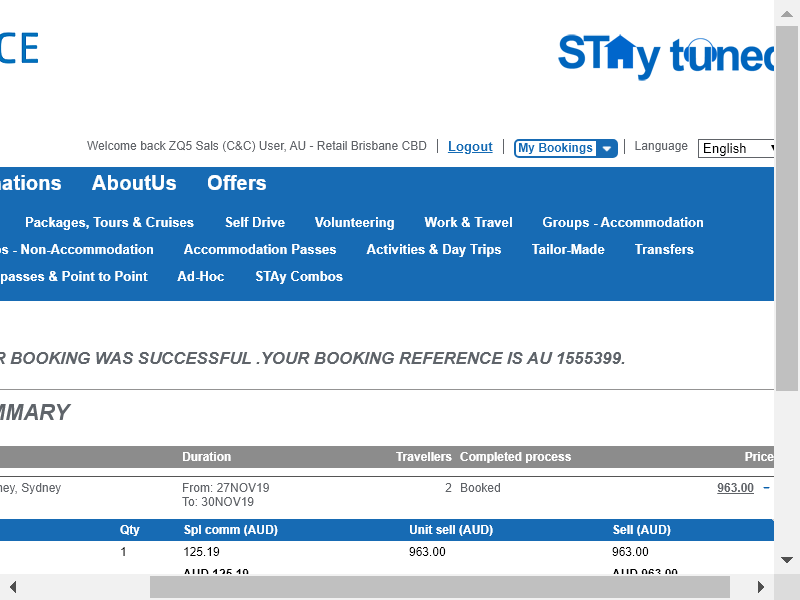 CE
STAy tuned
Welcome back ZQ5 Sals (C&C) User, AU - Retail Brisbane CBD Logout My Bookings Language English
ations AboutUs Offers
Packages, Tours & Cruises Self Drive Volunteering Work & Travel Groups - Accommodation
s - Non-Accommodation Accommodation Passes Activities & Day Trips Tailor-Made Transfers
passes & Point to Point Ad-Hoc STAy Combos
R BOOKING WAS SUCCESSFUL .YOUR BOOKING REFERENCE IS AU 1555399.
MMARY
Duration Travellers Completed process Price
ney, Sydney From: 27NOV19 2 Booked 963.00 –
To: 30NOV19
Qty Spl comm (AUD) Unit sell (AUD) Sell (AUD)
1 125.19 963.00 963.00
AUD 125.19 AUD 963.00